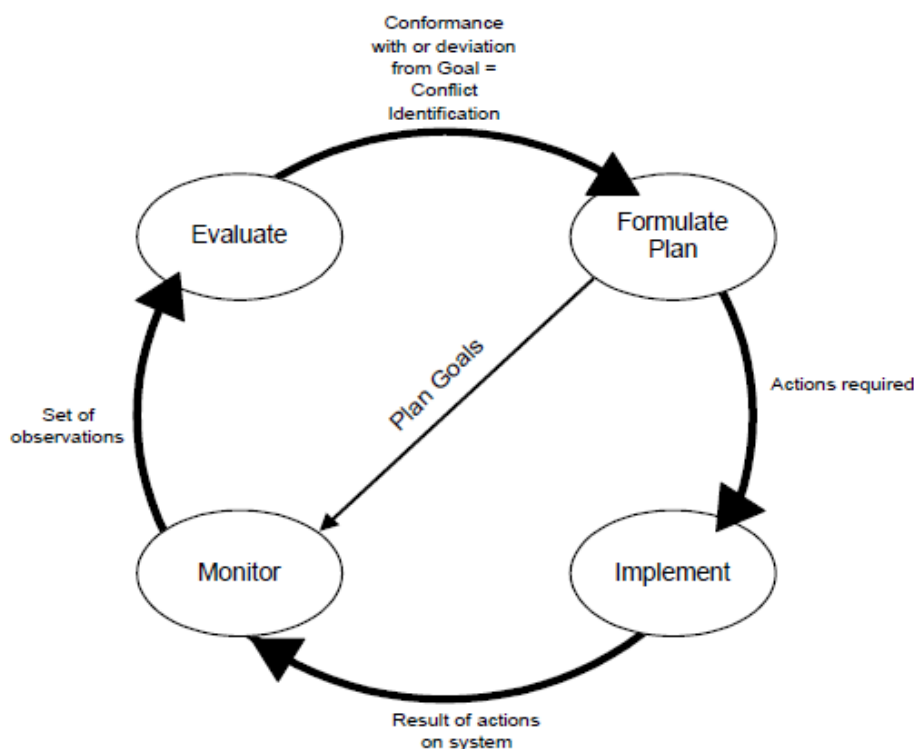 Conformance
with or deviation
from Goal =
Conflict
Identification
Evaluate
Formulate
Plan
Plan Goals
Actions required
Set of
observations
Monitor
Implement
Result of actions
on system